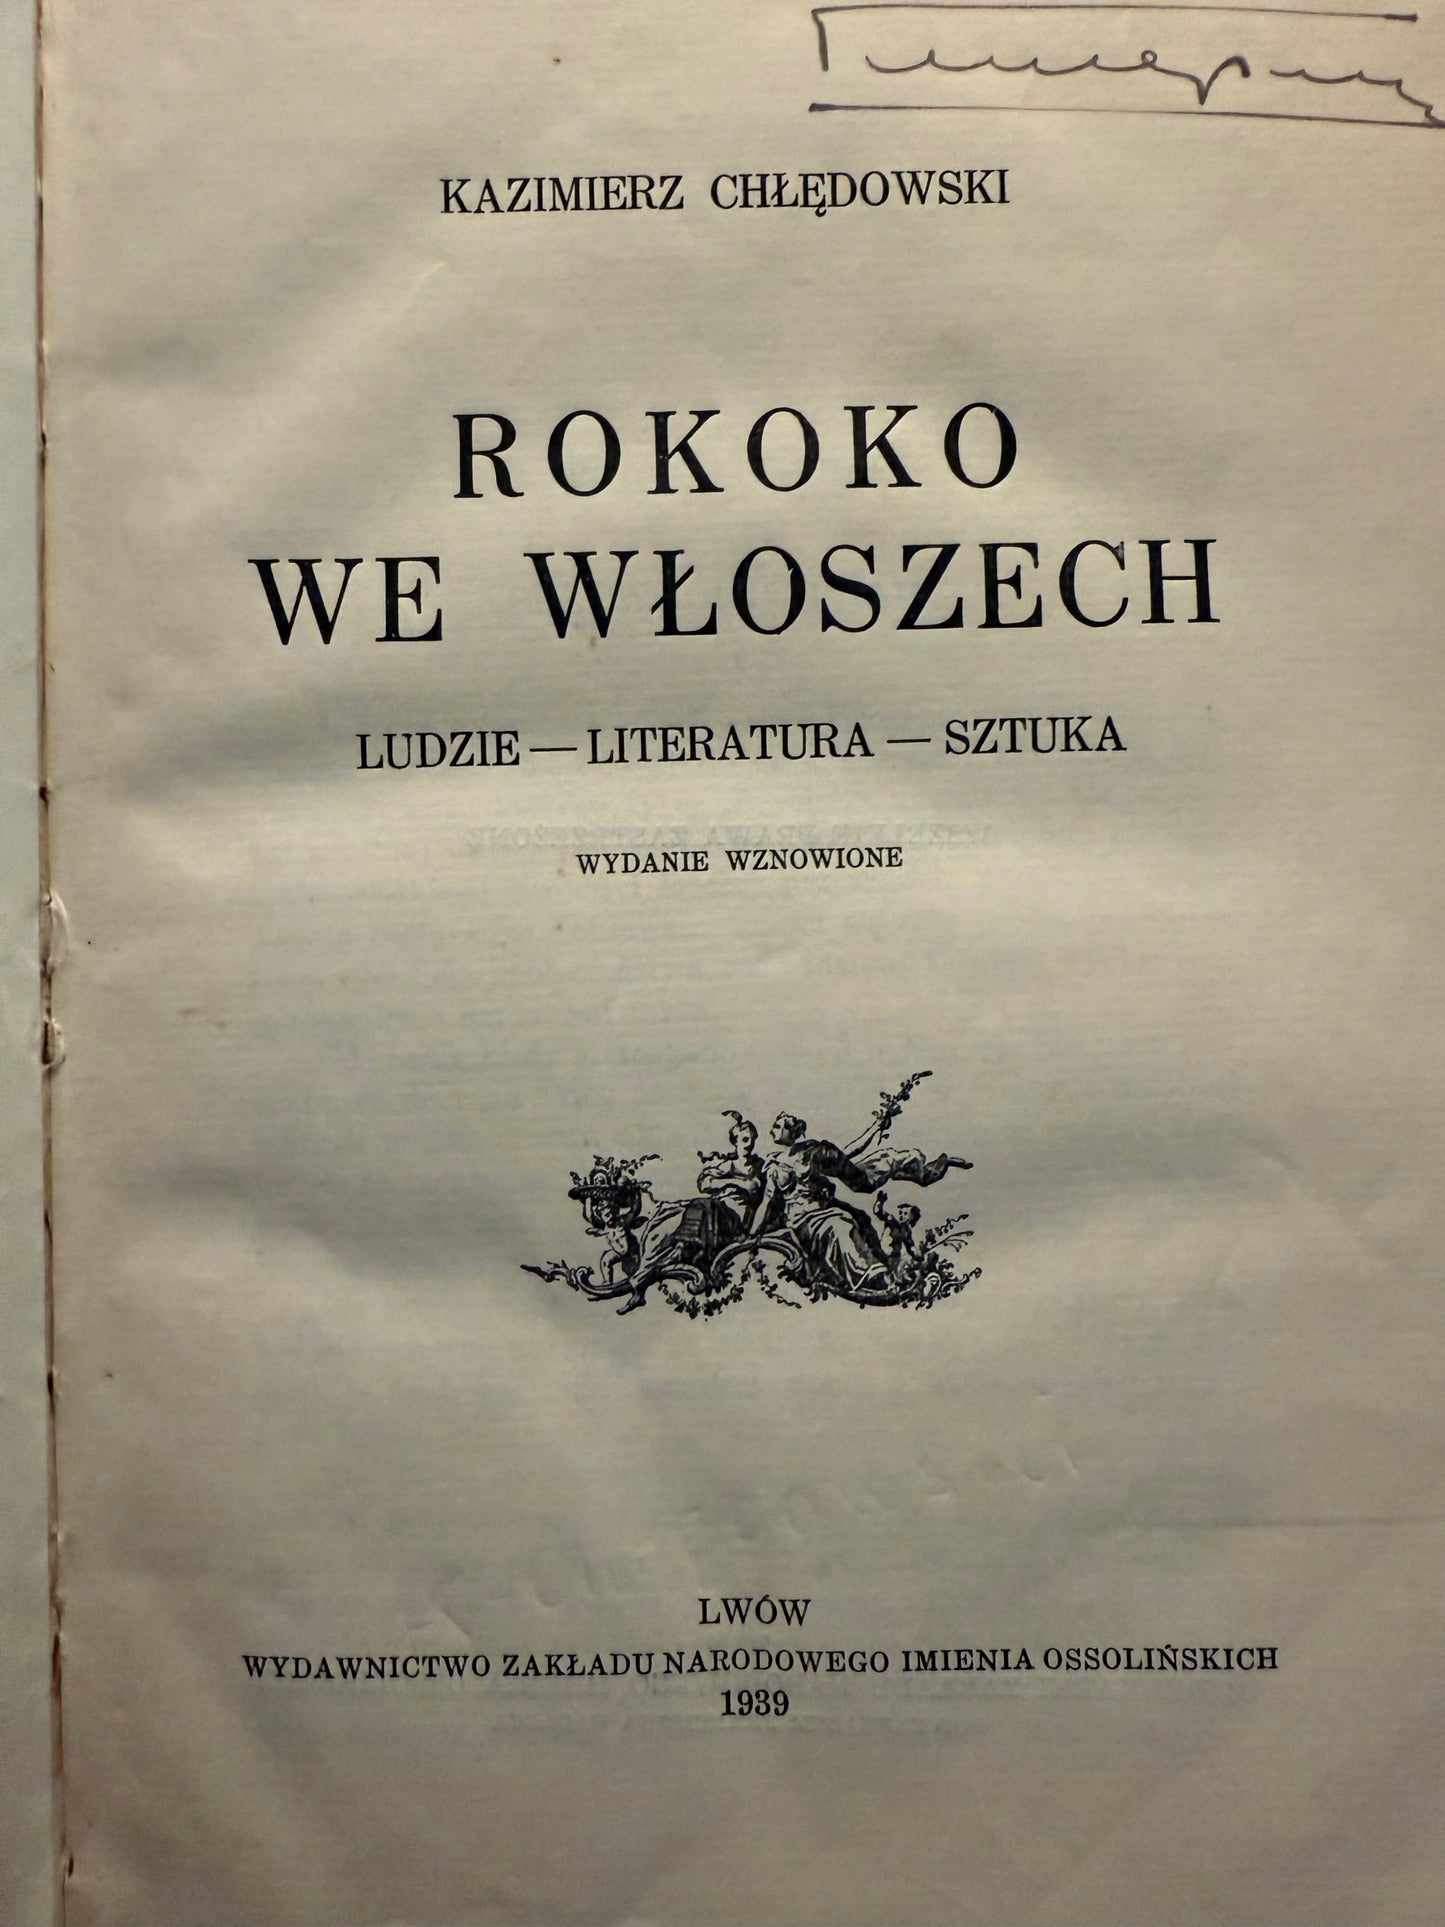 KAZIMIERZ CHŁĘDOWSKI
ROKOKO
WE WŁOSZECH
LUDZIE — LITERATURA — SZTUKA
WYDANIE WZNOWIONE
LWÓW
WYDAWNICTWO ZAKŁADU NARODOWEGO IMIENIA OSSOLIŃSKICH
1939